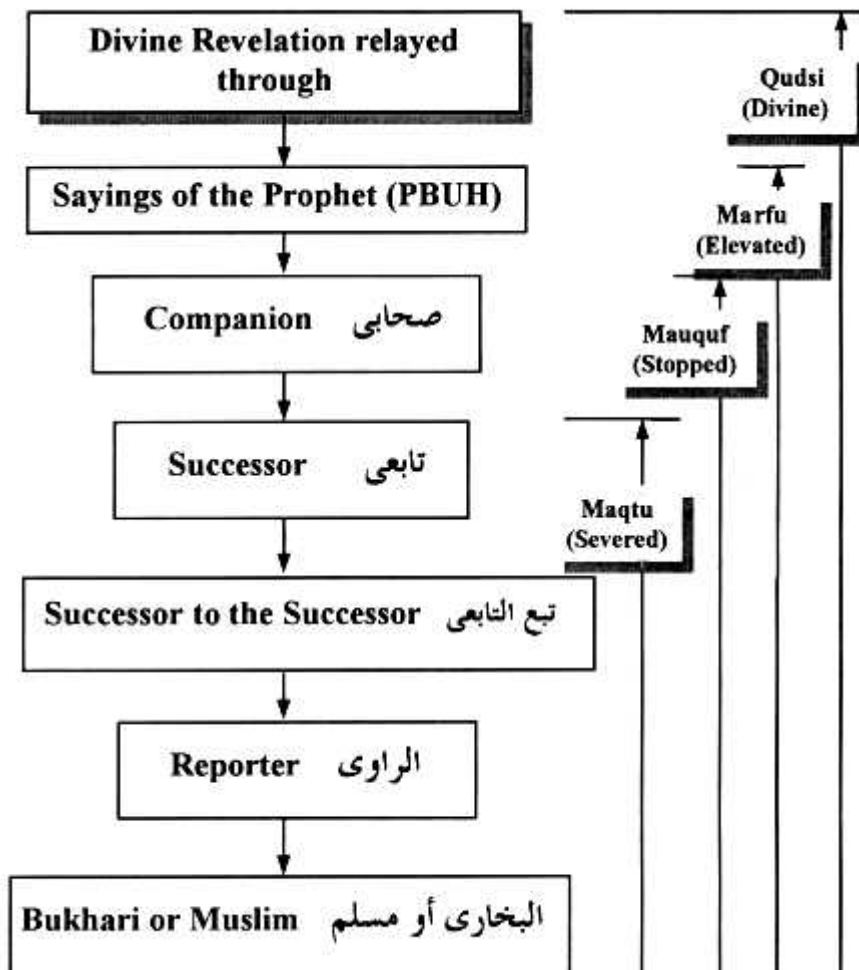 Divine Revelation relayed
through
Sayings of the Prophet (PBUH)
Companion صحابى
Successor تابعى
Successor to the Successor تبع التابعى
Reporter الراوى
Bukhari or Muslim البخارى أو مسلم
Qudsi
(Divine)
Marfu
(Elevated)
Mauquf
(Stopped)
Maqtu
(Severed)